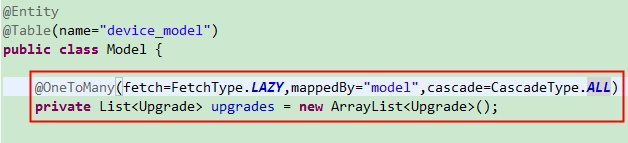 @Entity
@Table(name="device_model")
public class Model {
@OneToMany(fetch=FetchType.LAZY,mappedBy="model",cascade=CascadeType.ALL)
private List<Upgrade> upgrades = new ArrayList<Upgrade>();